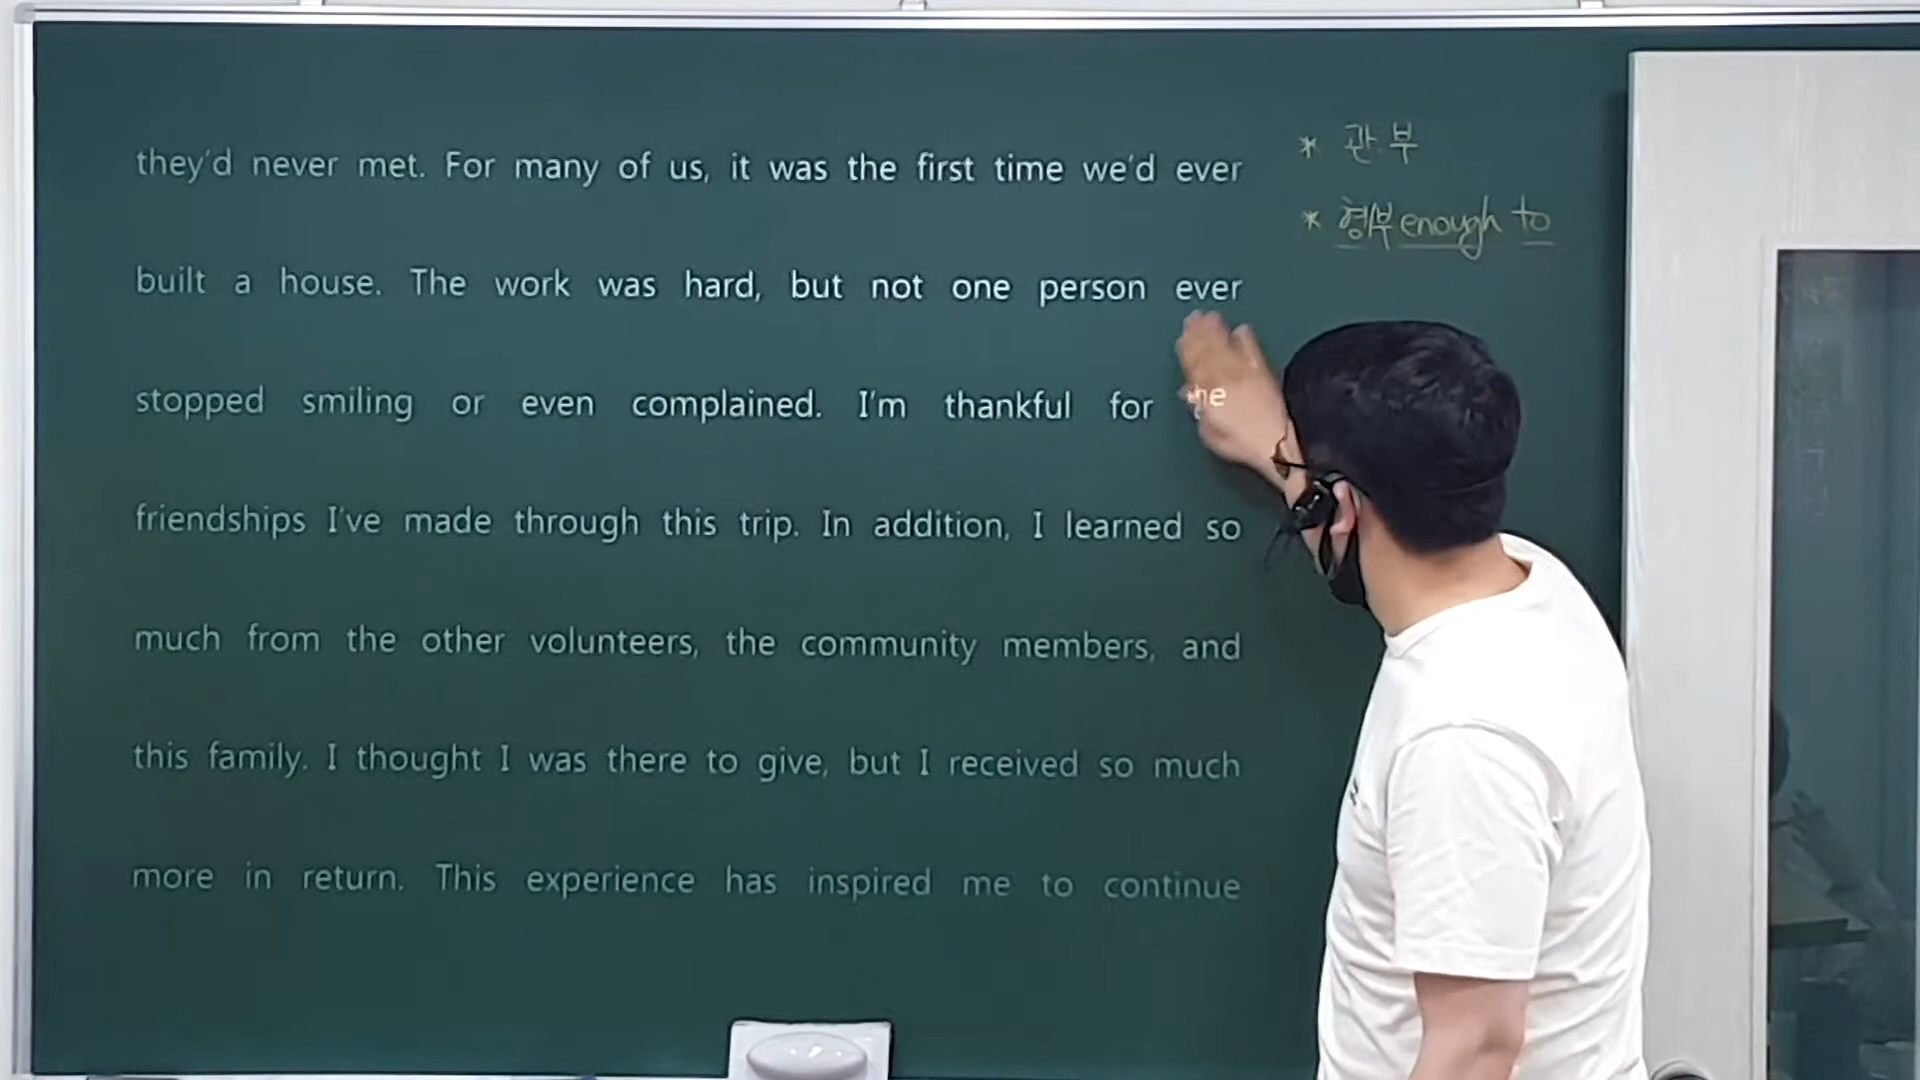 they'd never met. For many of us, it was the first time we'd ever
built a house. The work was hard, but not one person ever
stopped smiling or even complained. I'm thankful for the
friendships I've made through this trip. In addition, I learned so
much from the other volunteers, the community members, and
this family. I thought I was there to give, but I received so much
more in return. This experience has inspired me to continue
* 관부
* 형부 enough to